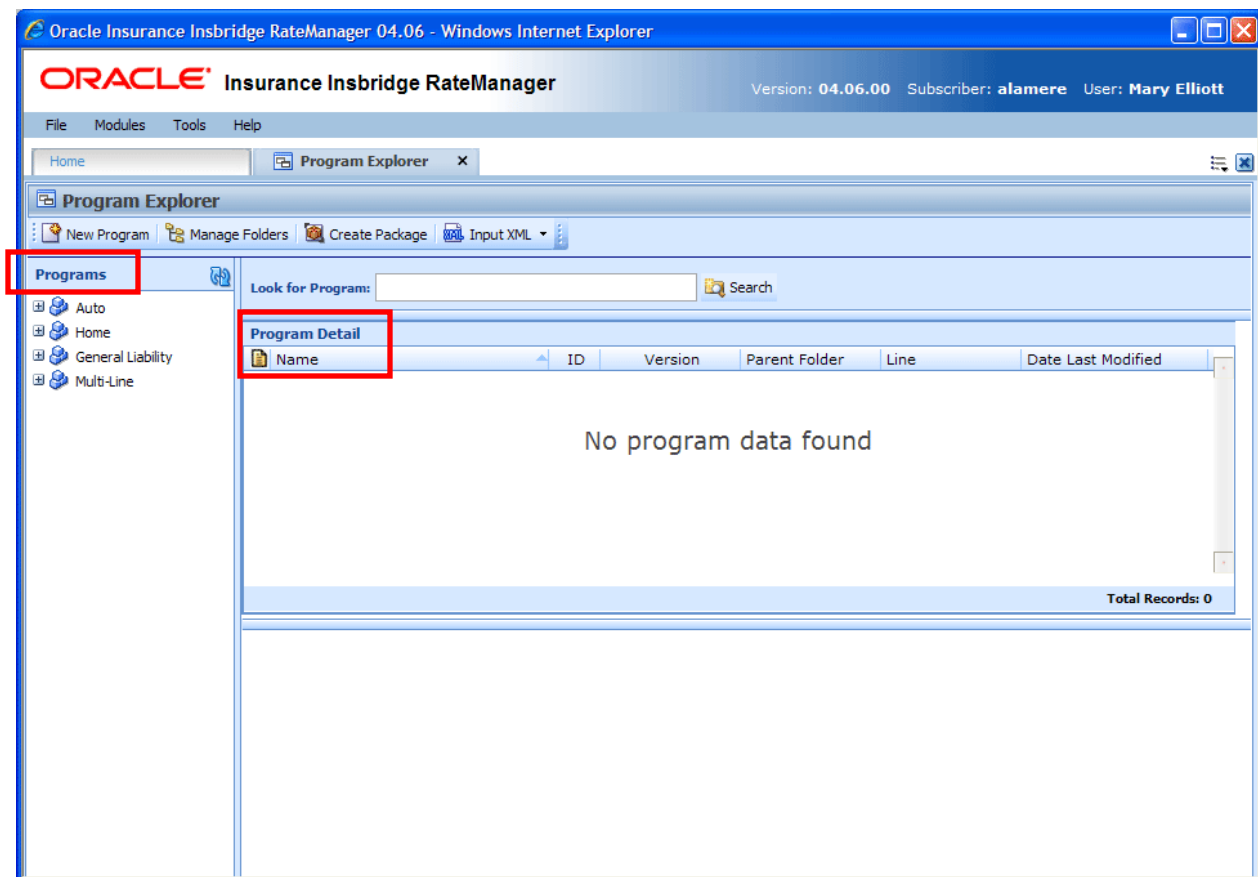 Oracle Insurance Insbridge RateManager 04.06 - Windows Internet Explorer
ORACLE® Insurance Insbridge RateManager
Version: 04.06.00 Subscriber: alamere User: Mary Elliott
File Modules Tools Help
Home Program Explorer x
Program Explorer
New Program Manage Folders Create Package XML Input XML
Programs
Auto
Home
General Liability
Multi-Line
Look for Program: Search
Program Detail
Name ID Version Parent Folder Line Date Last Modified
No program data found
Total Records: 0